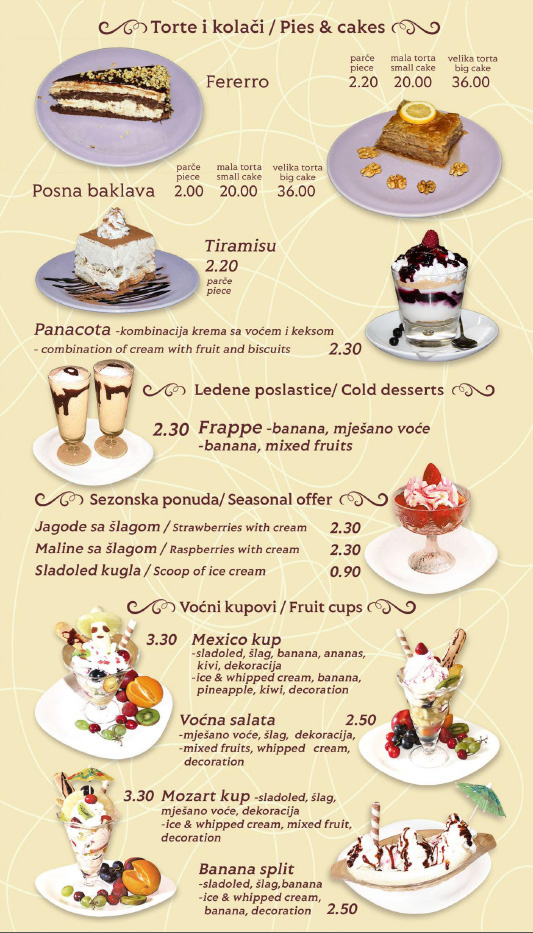 Torte i kolači / Pies & cakes
Fererro
parče mala torta velika torta
piece small cake big cake
2.20 20.00 36.00
parče mala torta velika torta
piece small cake big cake
Posna baklava 2.00 20.00 36.00
Tiramisu
2.20
parče
piece
Panacota -kombinacija krema sa voćem i keksom
- combination of cream with fruit and biscuits 2.30
Ledene poslastice/ Cold desserts
2.30 Frappe -banana, mješano voće
-banana, mixed fruits
Sezonska ponuda/ Seasonal offer
Jagode sa šlagom / Strawberries with cream 2.30
Maline sa šlagom / Raspberries with cream 2.30
Sladoled kugla / Scoop of ice cream 0.90
Voćni kupovi / Fruit cups
3.30 Mexico kup
-sladoled, šlag, banana, ananas,
kivi, dekoracija
-ice & whipped cream, banana,
pineapple, kiwi, decoration
Voćna salata 2.50
-mješano voće, šlag, dekoracija,
-mixed fruits, whipped cream,
decoration
3.30 Mozart kup -sladoled, šlag,
mješano voće, dekoracija
-ice & whipped cream, mixed fruit,
decoration
Banana split
-sladoled, šlag,banana
-ice & whipped cream,
banana, decoration 2.50